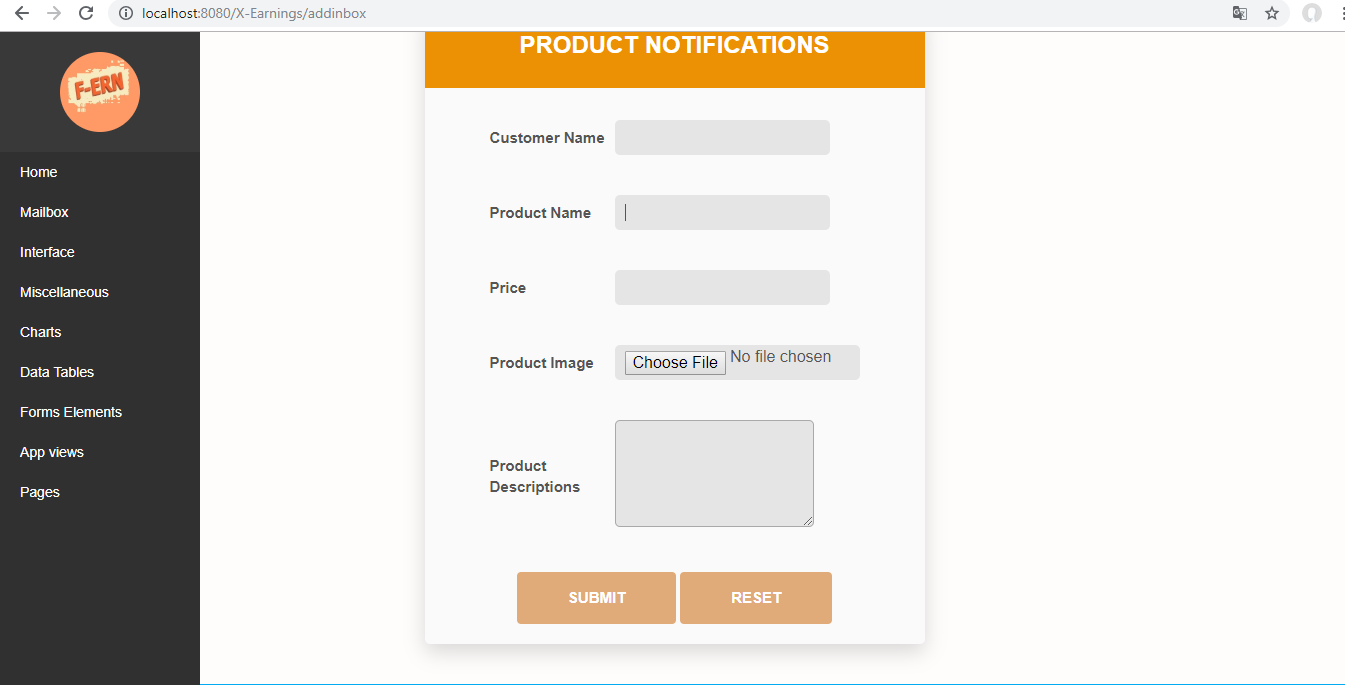 localhost:8080/X-Earnings/addinbox
F-ERN
PRODUCT NOTIFICATIONS
Home
Mailbox
Interface
Miscellaneous
Charts
Data Tables
Forms Elements
App views
Pages
Customer Name
Product Name
Price
Product Image
Choose File No file chosen
Product
Descriptions
SUBMIT
RESET